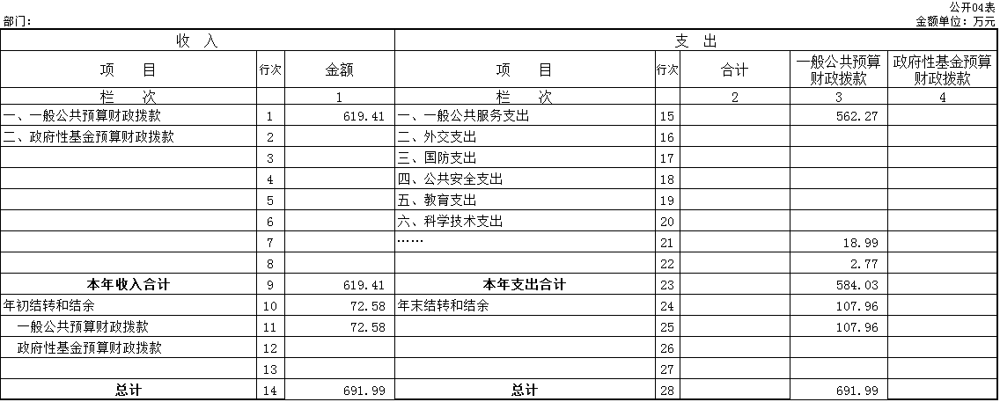 公开04表
部门： 金额单位：万元
收　入 支　出
项　　目 行次 金额 项　　目 行次 合计 一般公共预算财政拨款 政府性基金预算财政拨款
栏　　次 1 栏　　次 2 3 4
一、一般公共预算财政拨款 1 619.41 一、一般公共服务支出 15 562.27
二、政府性基金预算财政拨款 2 二、外交支出 16
3 三、国防支出 17
4 四、公共安全支出 18
5 五、教育支出 19
6 六、科学技术支出 20
7 …… 21 18.99
8 22 2.77
本年收入合计 9 619.41 本年支出合计 23 584.03
年初结转和结余 10 72.58 年末结转和结余 24 107.96
一般公共预算财政拨款 11 72.58 25 107.96
政府性基金预算财政拨款 12 26
13 27
总计 14 691.99 总计 28 691.99